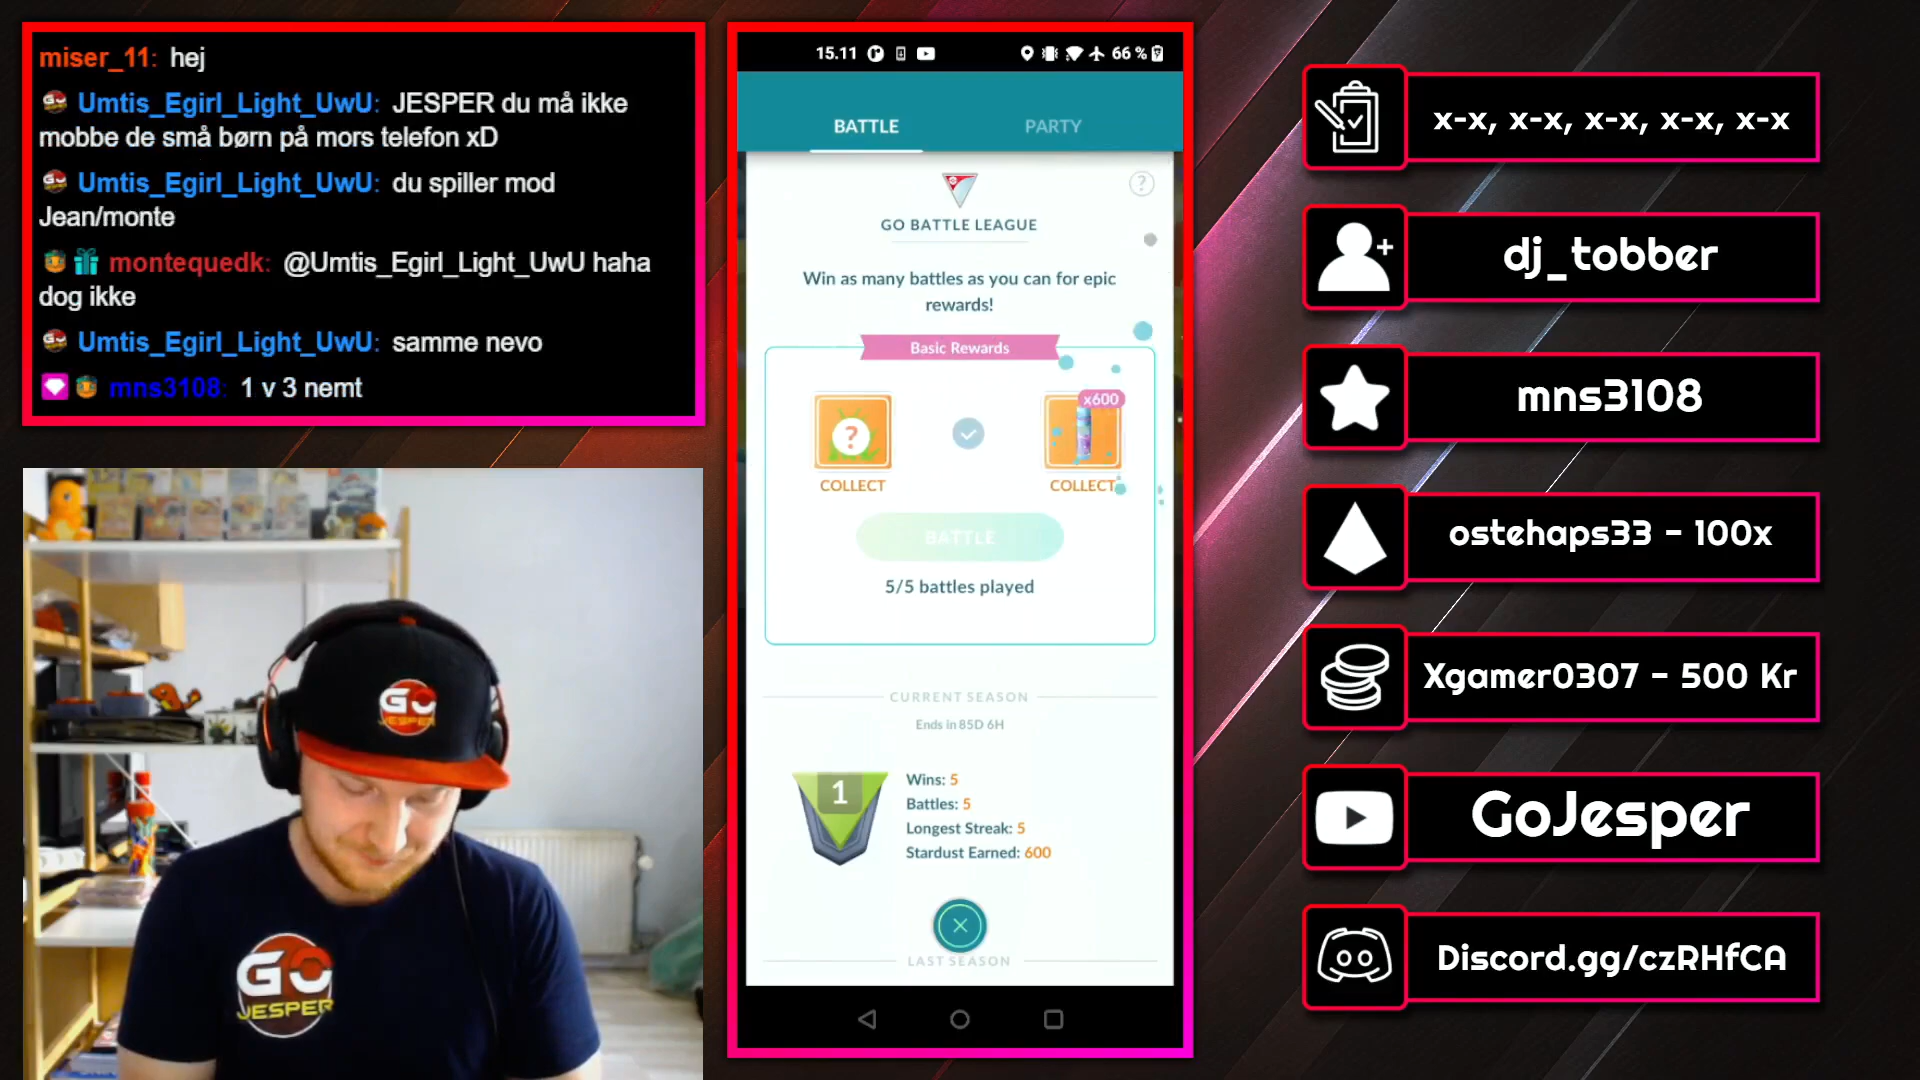 miser_11: hej
Umtis_Egirl_Light_UwU: JESPER du må ikke
mobbe de små børn på mors telefon xD
Umtis_Egirl_Light_UwU: du spiller mod
Jean/monte
montequedk: @Umtis_Egirl_Light_UwU haha
dog ikke
Umtis_Egirl_Light_UwU: samme nevo
mns3108: 1 v 3 nemt
GO
JESPER
GO
JESPER
15.11 66 %
BATTLE PARTY
?
GO BATTLE LEAGUE
Win as many battles as you can for epic
rewards!
Basic Rewards
? x600
COLLECT COLLECT
BATTLE
5/5 battles played
CURRENT SEASON
Ends in 85D 6H
1
Wins: 5
Battles: 5
Longest Streak: 5
Stardust Earned: 600
LAST SEASON
x-x, x-x, x-x, x-x, x-x
dj_tobber
mns3108
ostehaps33 - 100x
Xgamer0307 - 500 Kr
GoJesper
Discord.gg/czRHfCA